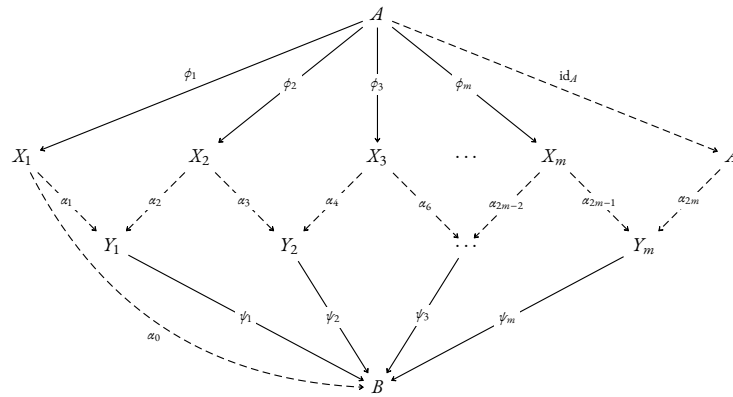 A
ϕ₁ ϕ₂ ϕ₃ ϕₘ id_A
X₁ X₂ X₃ ⋯ Xₘ A
α₁ α₂ α₃ α₄ α₆ α₂ₘ₋₂ α₂ₘ₋₁ α₂ₘ
Y₁ Y₂ ⋯ Yₘ
ψ₁ ψ₂ ψ₃ ψₘ
α₀
B